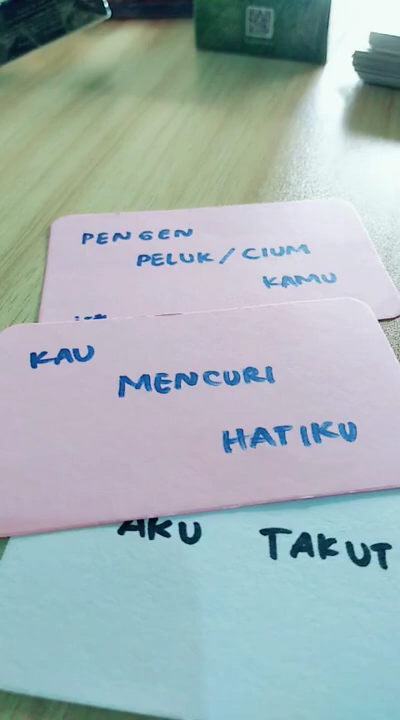 PENGEN
PELUK/CIUM
KAMU
KAU
MENCURI
HATIKU
AKU TAKUT